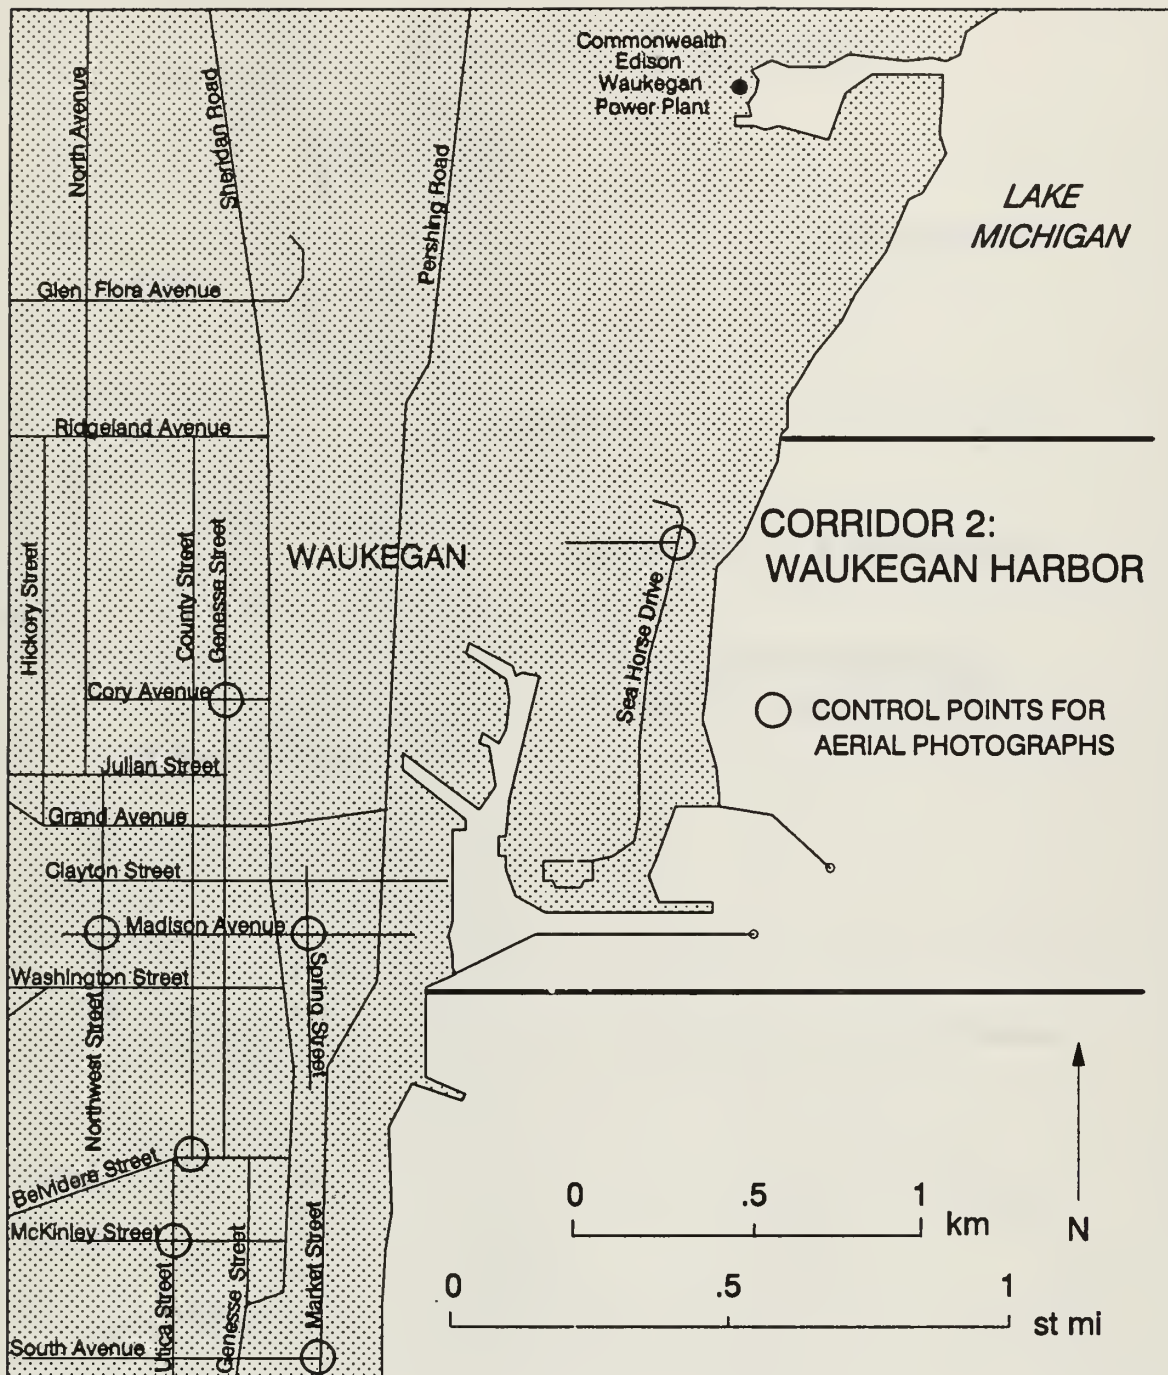 Commonwealth
Edison
Waukegan
Power Plant
North Avenue
Sheridan Road
Pershing Road
LAKE
MICHIGAN
Glen Flora Avenue
Ridgeland Avenue
Hickory Street
County Street
Genesse Street
WAUKEGAN
CORRIDOR 2:
WAUKEGAN HARBOR
Sea Horse Drive
Cory Avenue
CONTROL POINTS FOR
AERIAL PHOTOGRAPHS
Julian Street
Grand Avenue
Clayton Street
Madison Avenue
Washington Street
Spring Street
Northwest Street
Belvidere Street
McKinley Street
Utica Street
Genesse Street
Market Street
South Avenue
0 .5 1
km
N
0 .5 1
st mi